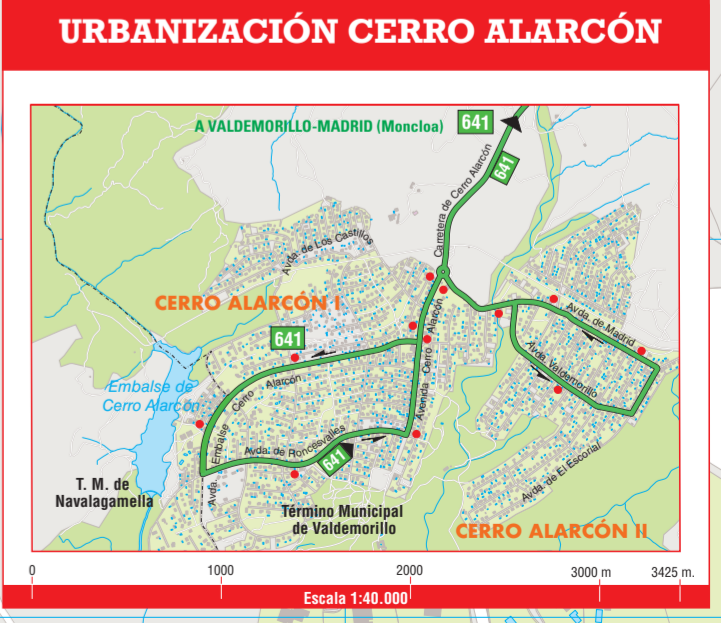 URBANIZACIÓN CERRO ALARCÓN
A VALDEMORILLO-MADRID (Moncloa)
641
641
Carretera de Cerro Alarcón
Avda. de Los Castillos
CERRO ALARCÓN I
641
Avda. de Madrid
Avda. Valdemorillo
Avenida Cerro Alarcón
Embalse de
Cerro Alarcón
Avda. Embalse Cerro Alarcón
Avda. de Roncesvalles
641
Avda. de El Escorial
T. M. de
Navalagamella
Término Municipal
de Valdemorillo
CERRO ALARCÓN II
0 1000 2000 3000 m 3425 m.
Escala 1:40.000